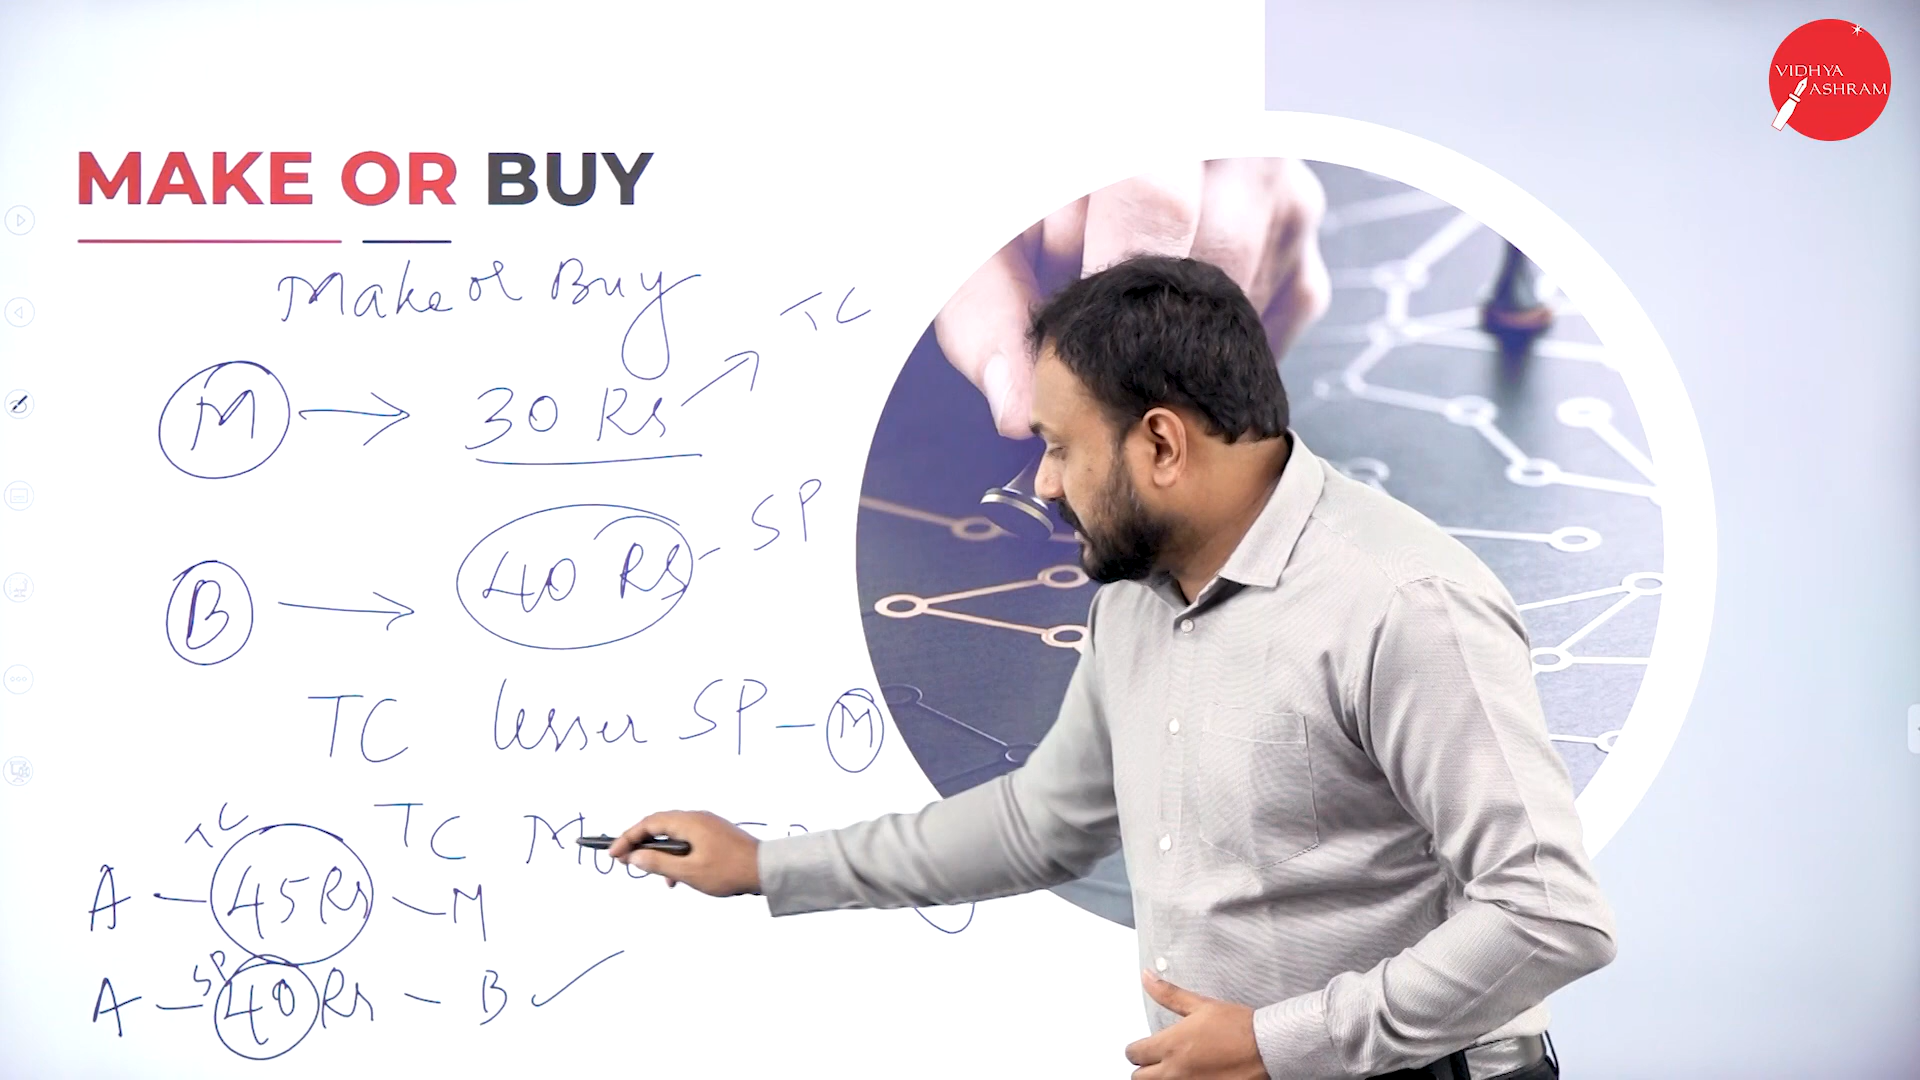 VIDHYA
ASHRAM
MAKE OR BUY
Make or Buy
TC
M → 30 Rs
B → 40 Rs - SP
TC lesser SP - M
TC
TC
A - 45 Rs - M
SP
A - 40 Rs - B ✓